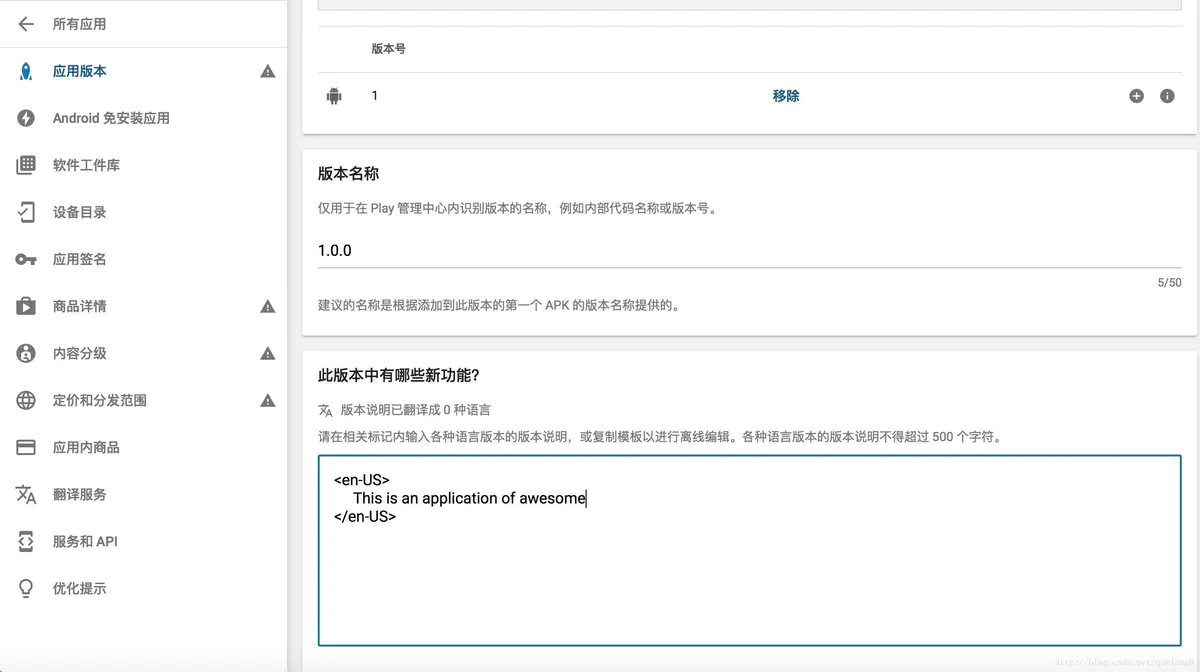 所有应用
应用版本
Android 免安装应用
软件工件库
设备目录
应用签名
商品详情
内容分级
定价和分发范围
应用内商品
翻译服务
服务和 API
优化提示
版本号
1
移除
版本名称
仅用于在 Play 管理中心内识别版本的名称，例如内部代码名称或版本号。
1.0.0
5/50
建议的名称是根据添加到此版本的第一个 APK 的版本名称提供的。
此版本中有哪些新功能?
版本说明已翻译成 0 种语言
请在相关标记内输入各种语言版本的版本说明，或复制模板以进行离线编辑。各种语言版本的版本说明不得超过 500 个字符。
<en-US>
This is an application of awesome
</en-US>